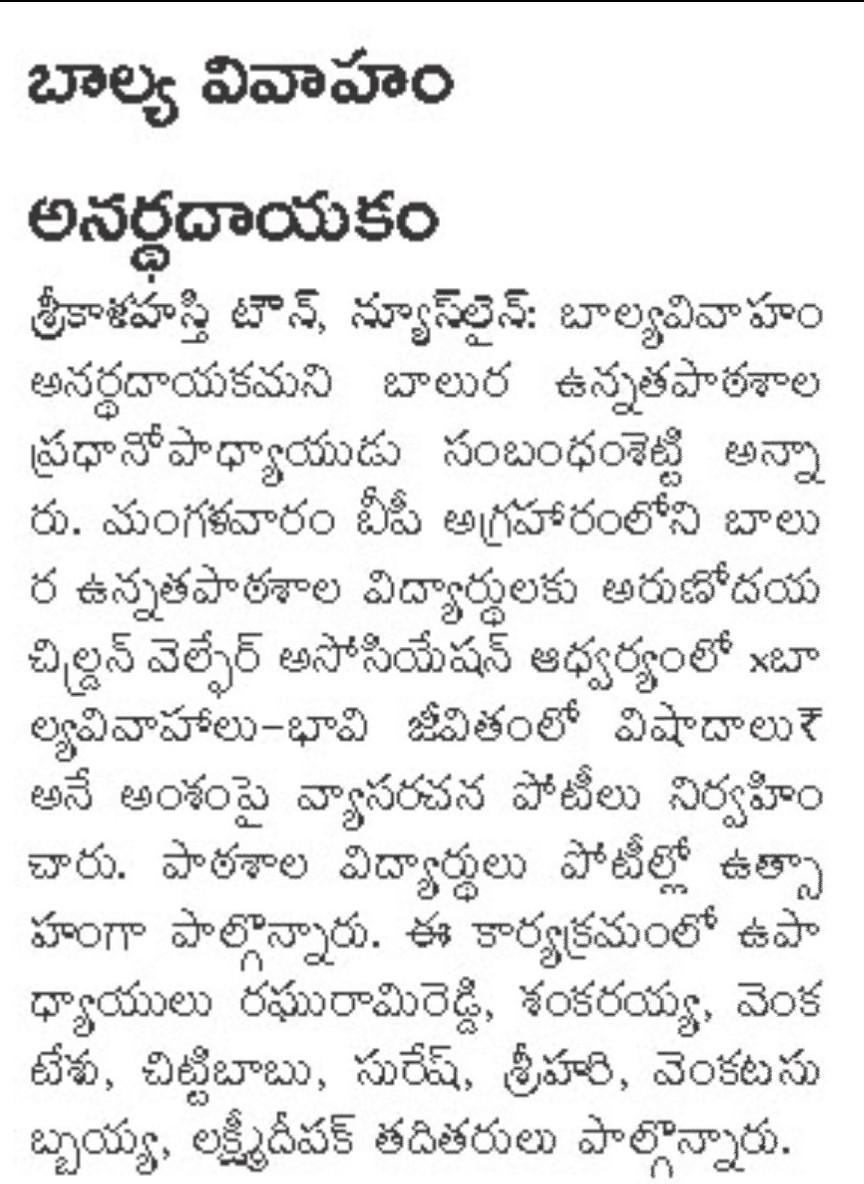 బాల్య వివాహం
అనర్థదాయకం
శ్రీకాళహస్తి టౌన్, న్యూస్‌లైన్: బాల్యవివాహం
అనర్థదాయకమని బాలుర ఉన్నతపాఠశాల
ప్రధానోపాధ్యాయుడు సంబంధంశెట్టి అన్నా
రు. మంగళవారం బీపీ అగ్రహారంలోని బాలు
ర ఉన్నతపాఠశాల విద్యార్థులకు అరుణోదయ
చిల్డ్రన్ వెల్ఫేర్ అసోసియేషన్ ఆధ్వర్యంలో xబా
ల్యవివాహాలు-భావి జీవితంలో విషాదాలు₹
అనే అంశంపై వ్యాసరచన పోటీలు నిర్వహిం
చారు. పాఠశాల విద్యార్థులు పోటీల్లో ఉత్సా
హంగా పాల్గొన్నారు. ఈ కార్యక్రమంలో ఉపా
ధ్యాయులు రఘురామిరెడ్డి, శంకరయ్య, వెంక
టేశు, చిట్టిబాబు, సురేష్, శ్రీహరి, వెంకటసు
బ్బయ్య, లక్ష్మీదీపక్ తదితరులు పాల్గొన్నారు.